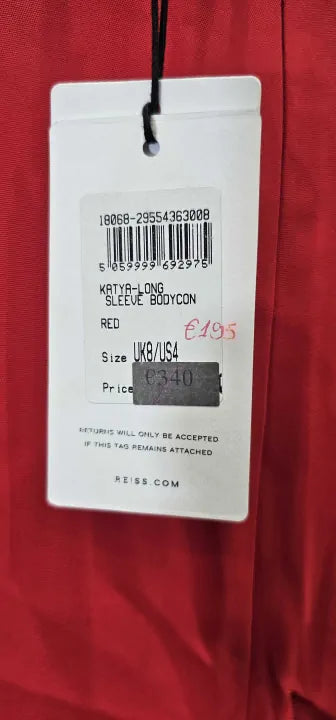 18068-29554363008
5 059999 692975
KATYA-LONG
SLEEVE BODYCON
RED
€195
Size UK8/US4
Price €340
RETURNS WILL ONLY BE ACCEPTED
IF THIS TAG REMAINS ATTACHED
REISS.COM